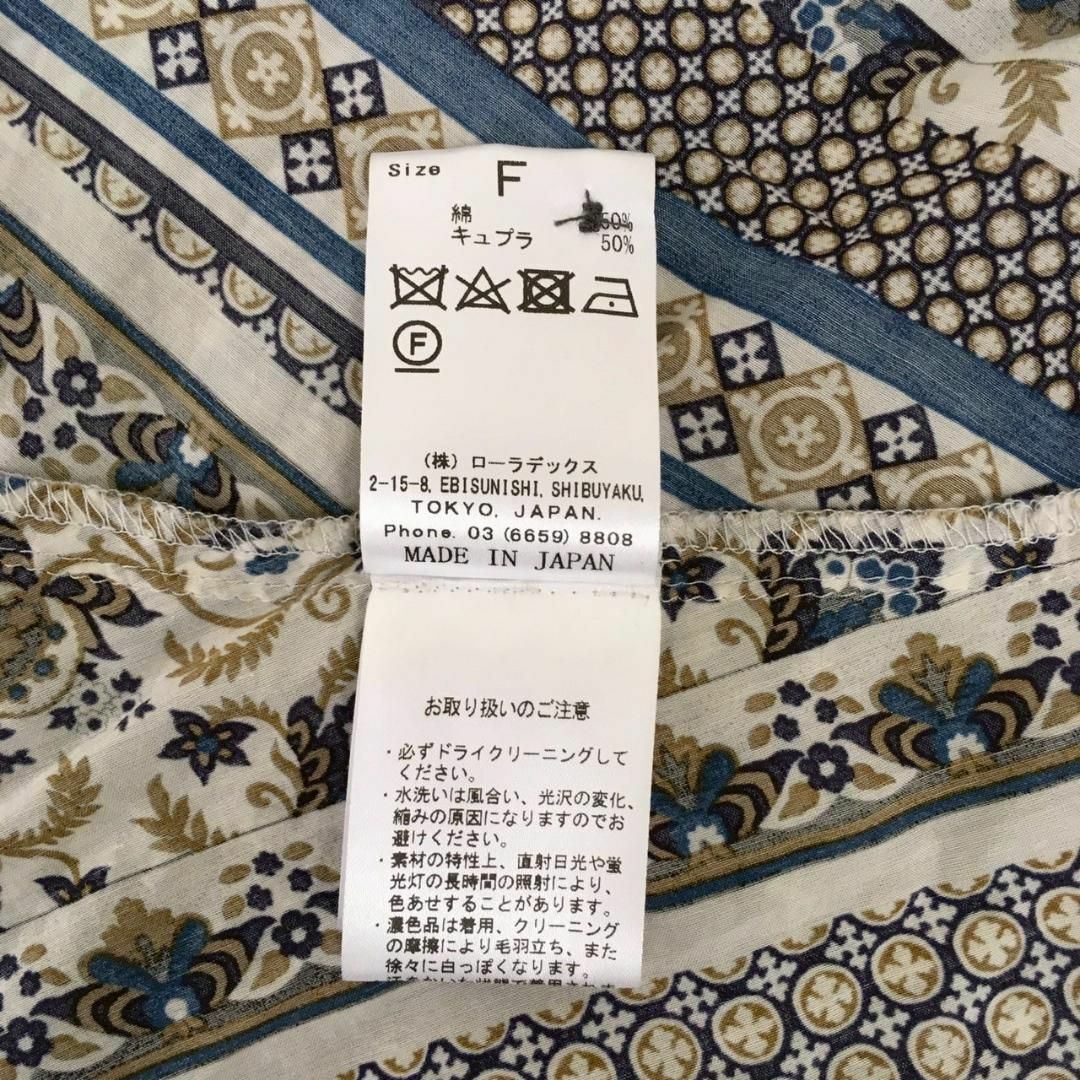 Size F
綿 50%
キュプラ 50%
F
(株) ローラデックス
2-15-8, EBISUNISHI, SHIBUYAKU,
TOKYO, JAPAN.
Phone. 03 (6659) 8808
MADE IN JAPAN
お取り扱いのご注意
・必ずドライクリーニングして
ください。
・水洗いは風合い、光沢の変化、
縮みの原因になりますのでお
避けください。
・素材の特性上、直射日光や蛍
光灯の長時間の照射により、
色あせすることがあります。
・濃色品は着用、クリーニング
の摩擦により毛羽立ち、また
徐々に白っぽくなります。